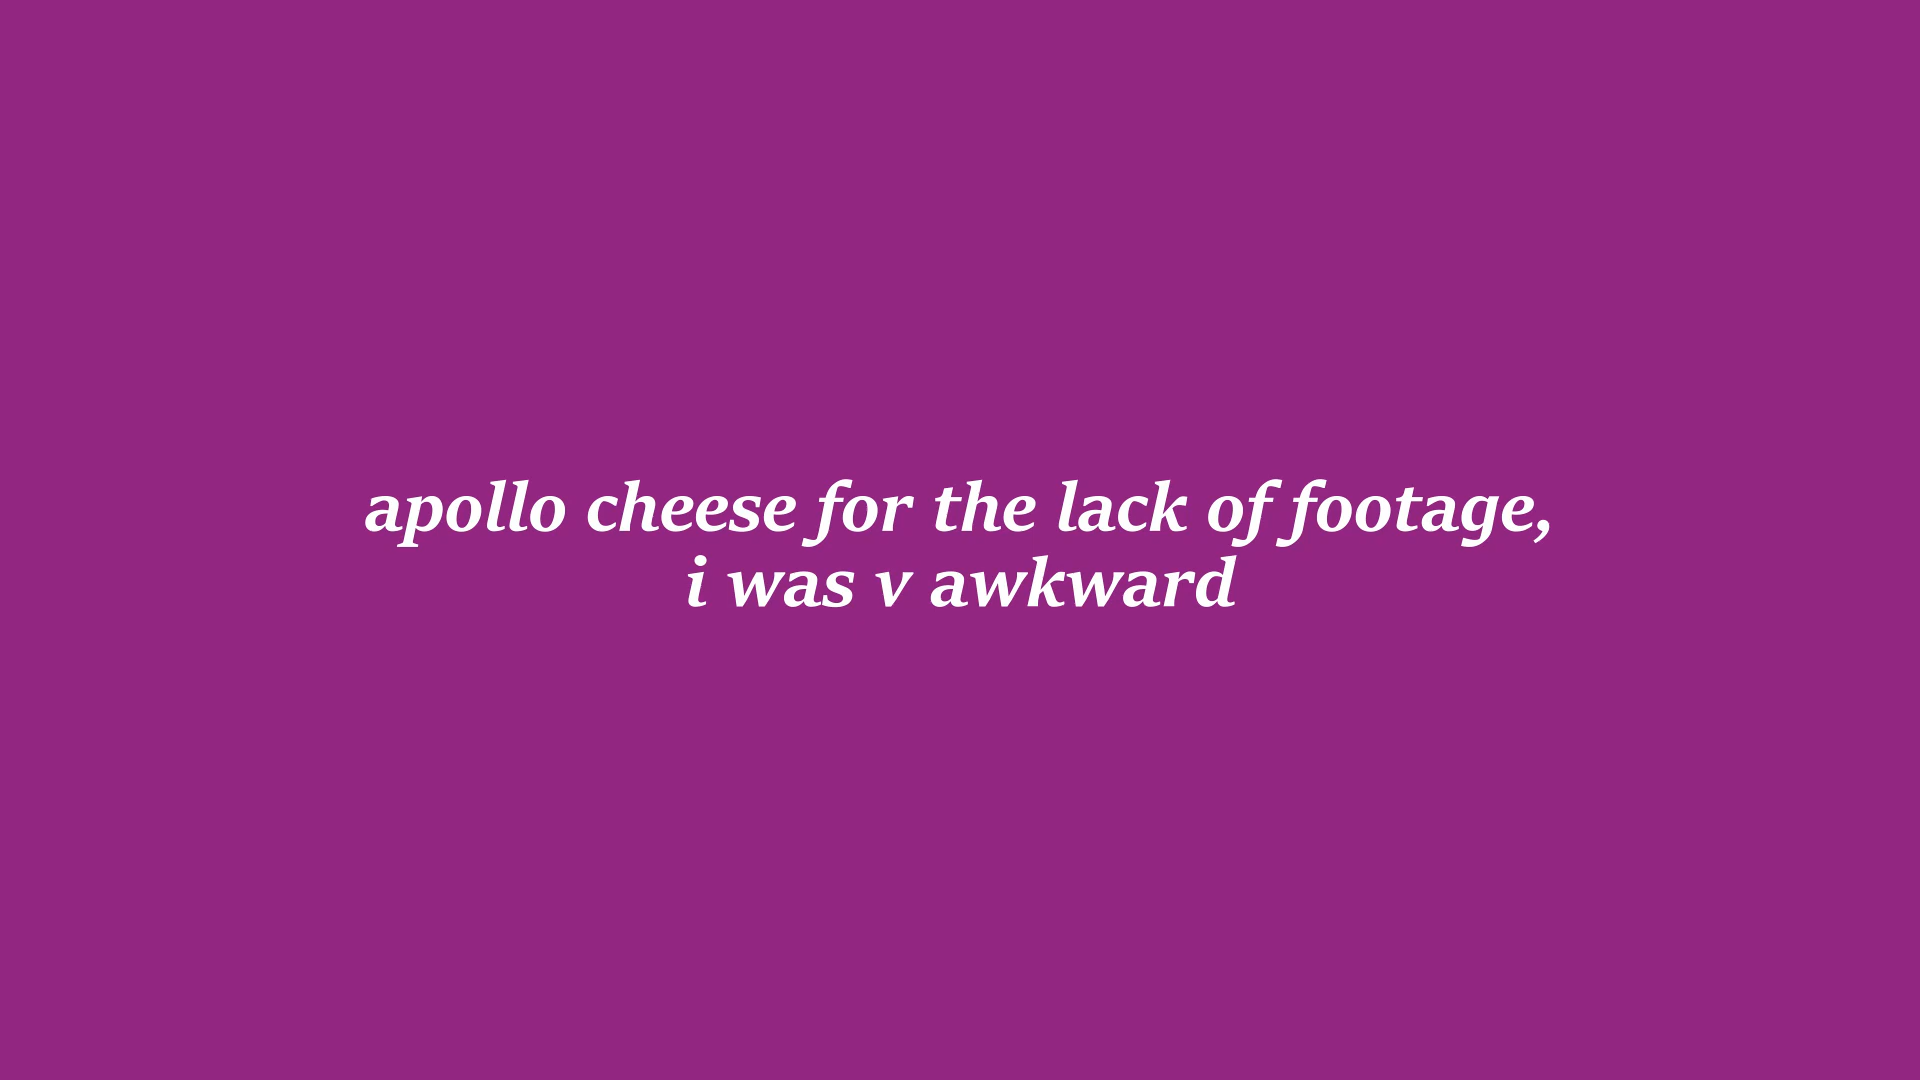 apollo cheese for the lack of footage,
i was v awkward